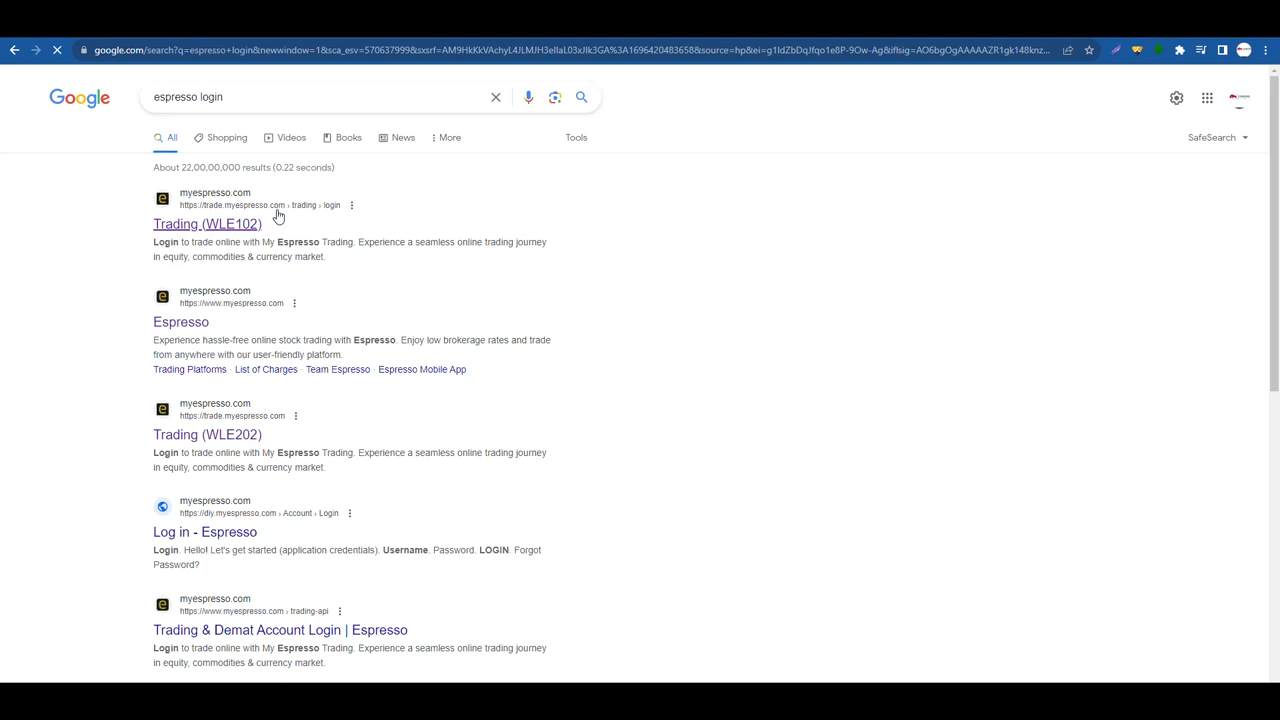 google.com/search?q=espresso+login&newwindow=1&sca_esv=570637999&sxsrf=AM9HkKkVAchyL4JLMJH3eIlaL03xJlk3GA%3A1696420483658&source=hp&ei=g1IdZbDqJfqo1e8P-9Ow-Ag&iflsig=AO6bgOgAAAAAZR1gk148knz...
Google
espresso login
All
Shopping
Videos
Books
News
More
Tools
SafeSearch
About 22,00,00,000 results (0.22 seconds)
myespresso.com
https://trade.myespresso.com › trading › login
Trading (WLE102)
Login to trade online with My Espresso Trading. Experience a seamless online trading journey
in equity, commodities & currency market.
myespresso.com
https://www.myespresso.com
Espresso
Experience hassle-free online stock trading with Espresso. Enjoy low brokerage rates and trade
from anywhere with our user-friendly platform.
Trading Platforms · List of Charges · Team Espresso · Espresso Mobile App
myespresso.com
https://trade.myespresso.com
Trading (WLE202)
Login to trade online with My Espresso Trading. Experience a seamless online trading journey
in equity, commodities & currency market.
myespresso.com
https://diy.myespresso.com › Account › Login
Log in - Espresso
Login. Hello! Let's get started (application credentials). Username. Password. LOGIN. Forgot
Password?
myespresso.com
https://www.myespresso.com › trading-api
Trading & Demat Account Login | Espresso
Login to trade online with My Espresso Trading. Experience a seamless online trading journey
in equity, commodities & currency market.